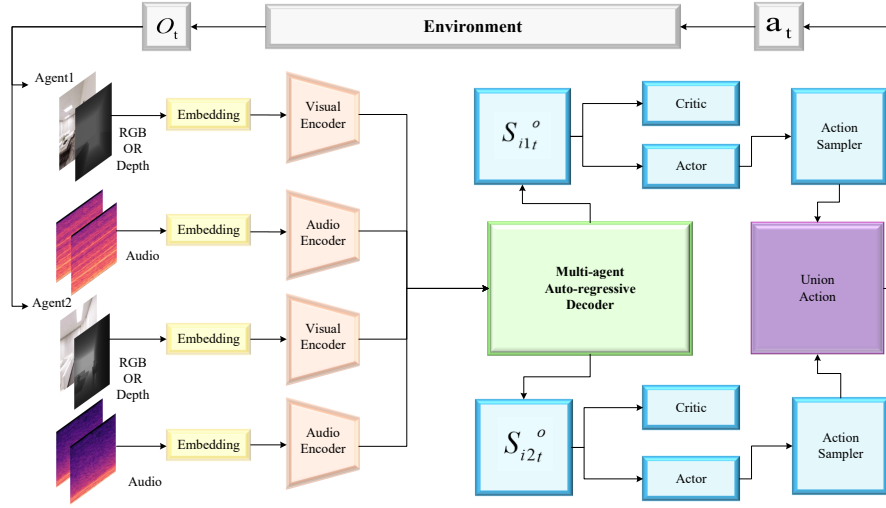 O_t
Environment
a_t
Agent1
RGB
OR
Depth
Embedding
Visual
Encoder
Audio
Embedding
Audio
Encoder
Agent2
RGB
OR
Depth
Embedding
Visual
Encoder
Audio
Embedding
Audio
Encoder
Multi-agent
Auto-regressive
Decoder
S_{i1t}^o
Critic
Actor
Action
Sampler
Union
Action
S_{i2t}^o
Critic
Actor
Action
Sampler